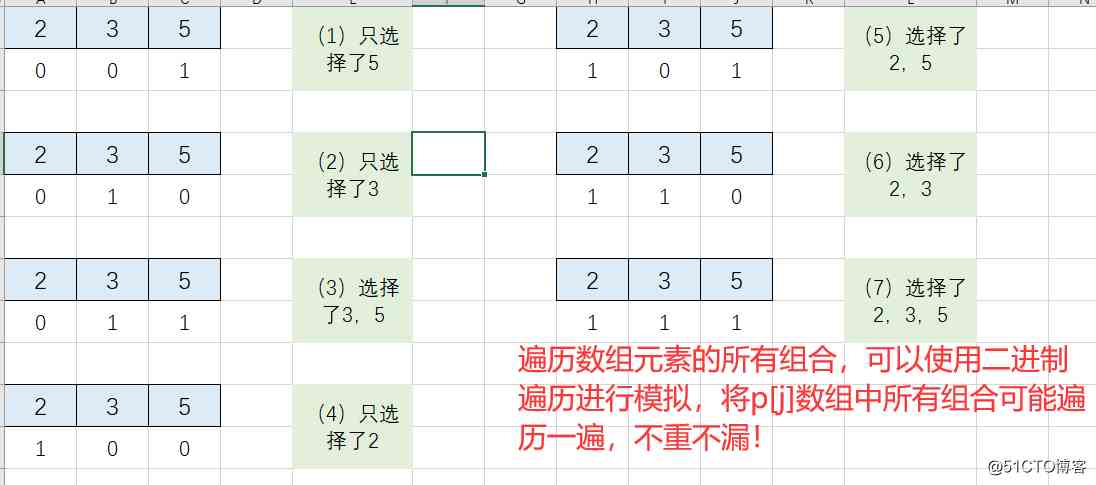 2 3 5
（1）只选
择了5
0 0 1
2 3 5
（5）选择了
2，5
1 0 1
2 3 5
（2）只选
择了3
0 1 0
2 3 5
（6）选择了
2，3
1 1 0
2 3 5
（3）选择
了3，5
0 1 1
2 3 5
（7）选择了
2，3，5
1 1 1
2 3 5
（4）只选
择了2
1 0 0
遍历数组元素的所有组合，可以使用二进制
遍历进行模拟，将p[j]数组中所有组合可能遍
历一遍，不重不漏！
@51CTO博客